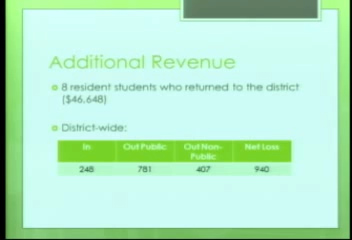 Additional Revenue
8 resident students who returned to the district
($46,648)
District-wide:
In Out Public Out Non-Public Net Loss
248 781 407 940